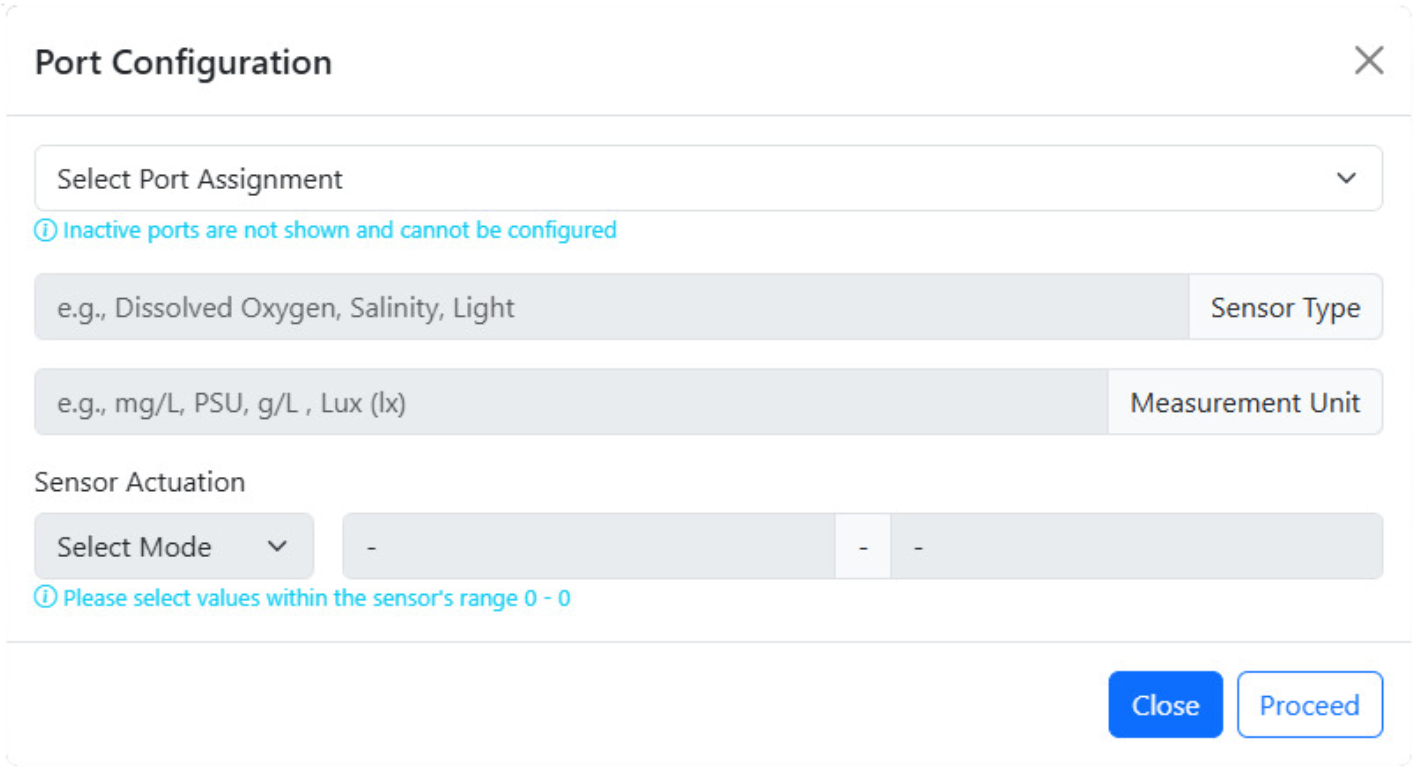 Port Configuration
Select Port Assignment
Inactive ports are not shown and cannot be configured
e.g., Dissolved Oxygen, Salinity, Light Sensor Type
e.g., mg/L, PSU, g/L , Lux (lx) Measurement Unit
Sensor Actuation
Select Mode - - -
Please select values within the sensor's range 0 - 0
Close Proceed